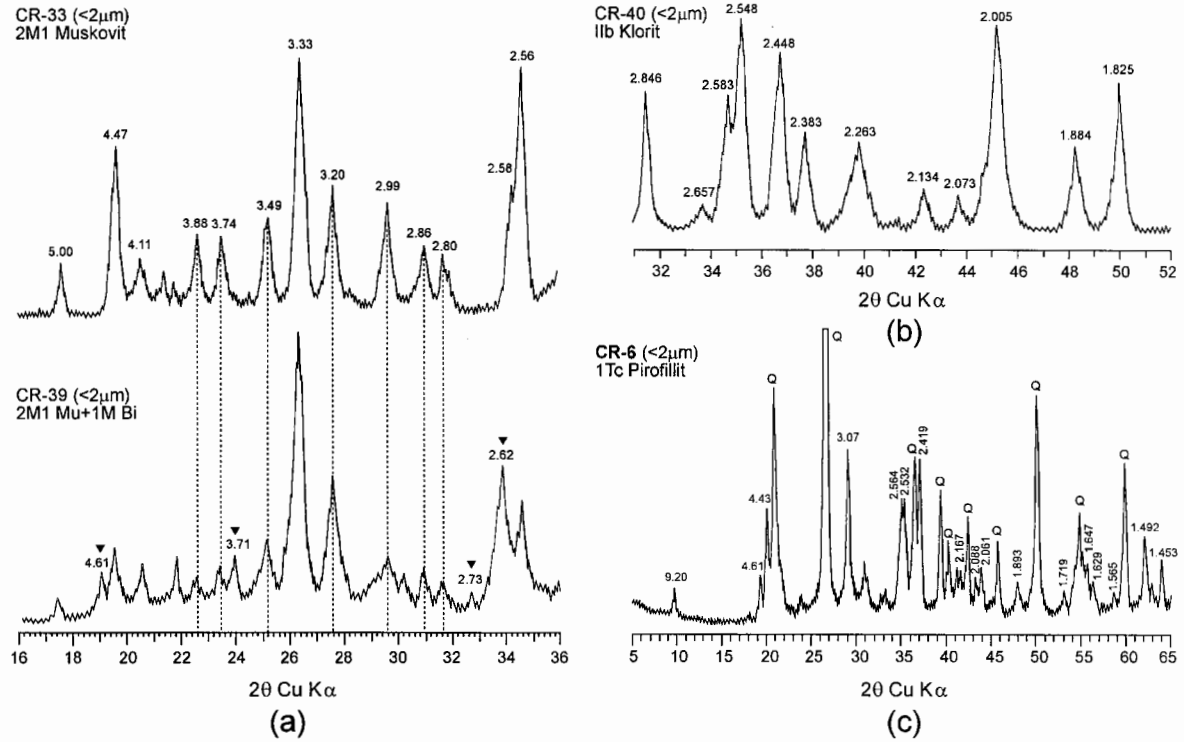 CR-33 (<2μm)
2M1 Muskovit
5.00
4.47
4.11
3.88
3.74
3.49
3.33
3.20
2.99
2.86
2.80
2.58
2.56
CR-39 (<2μm)
2M1 Mu+1M Bi
4.61
3.71
2.73
2.62
16 18 20 22 24 26 28 30 32 34 36
2θ Cu Kα
(a)
CR-40 (<2μm)
IIb Klorit
2.846
2.657
2.583
2.548
2.448
2.383
2.263
2.134
2.073
2.005
1.884
1.825
32 34 36 38 40 42 44 46 48 50 52
2θ Cu Kα
(b)
CR-6 (<2μm)
1Tc Pirofillit
9.20
4.61
4.43
Q
Q
3.07
2.564
2.532
Q
2.419
Q
Q
2.167
Q
2.088
2.061
Q
1.893
Q
1.719
Q
1.647
1.629
1.565
Q
1.492
1.453
5 10 15 20 25 30 35 40 45 50 55 60 65
2θ Cu Kα
(c)